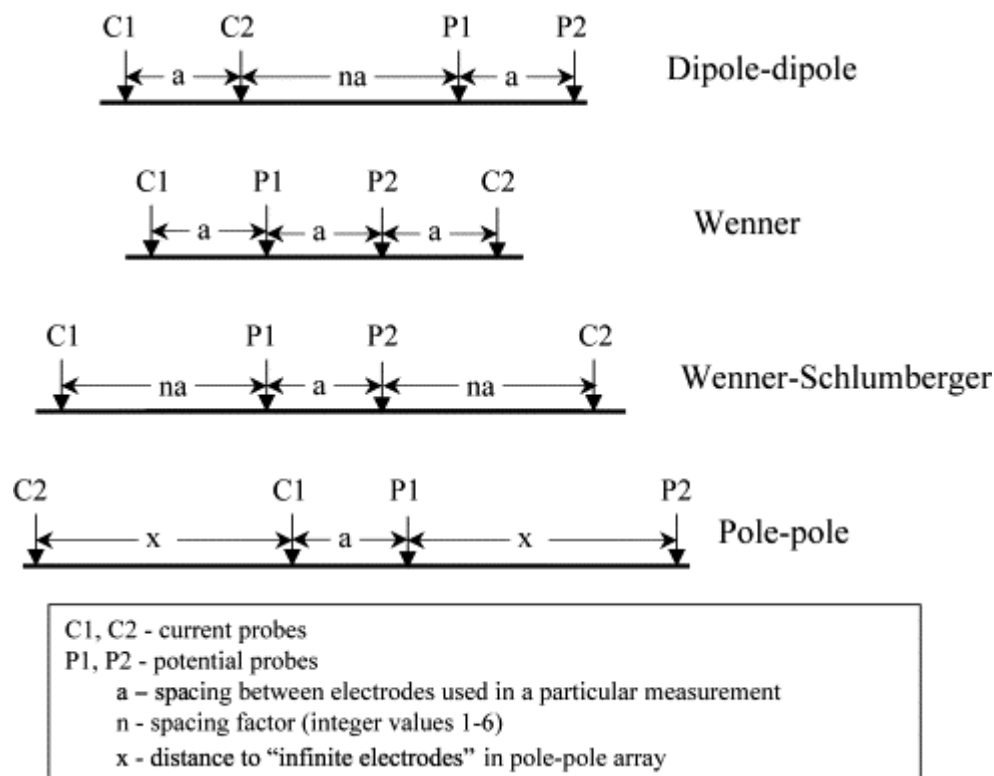 C1 C2 P1 P2
a na a
Dipole-dipole
C1 P1 P2 C2
a a a
Wenner
C1 P1 P2 C2
na a na
Wenner-Schlumberger
C2 C1 P1 P2
x a x
Pole-pole
C1, C2 - current probes
P1, P2 - potential probes
a – spacing between electrodes used in a particular measurement
n - spacing factor (integer values 1-6)
x - distance to “infinite electrodes” in pole-pole array